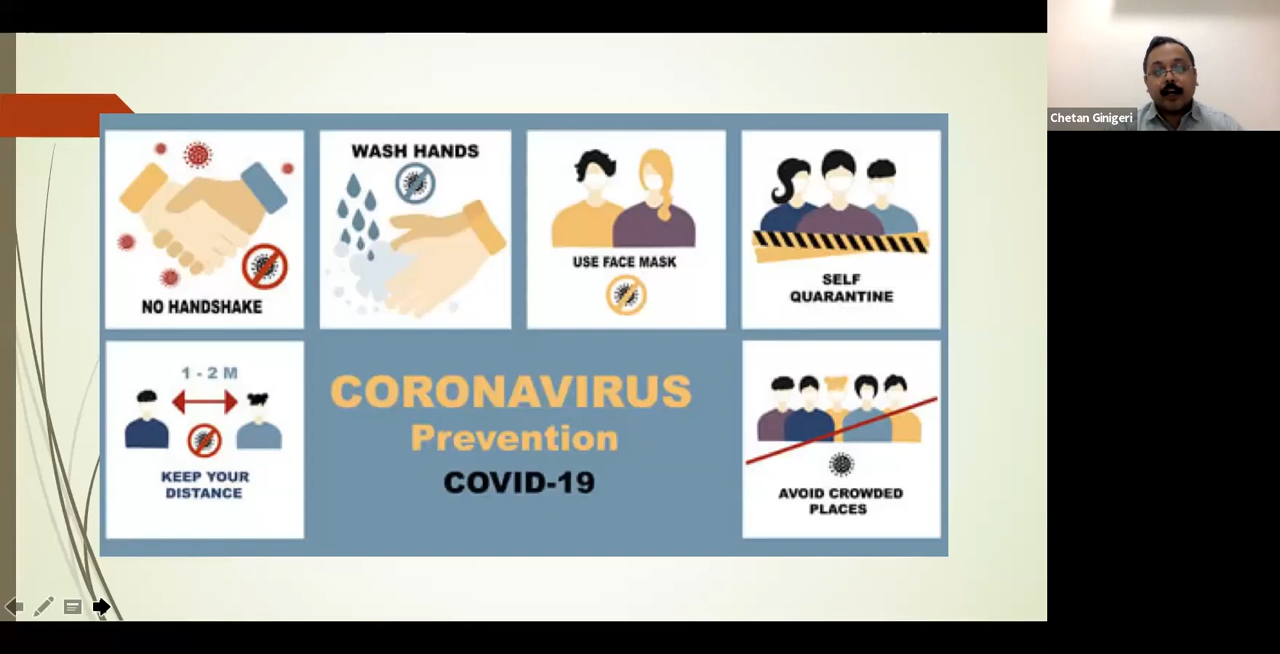 WASH HANDS
NO HANDSHAKE
USE FACE MASK
SELF
QUARANTINE
1 - 2 M
KEEP YOUR
DISTANCE
CORONAVIRUS
Prevention
COVID-19
AVOID CROWDED
PLACES
Chetan Ginigeri